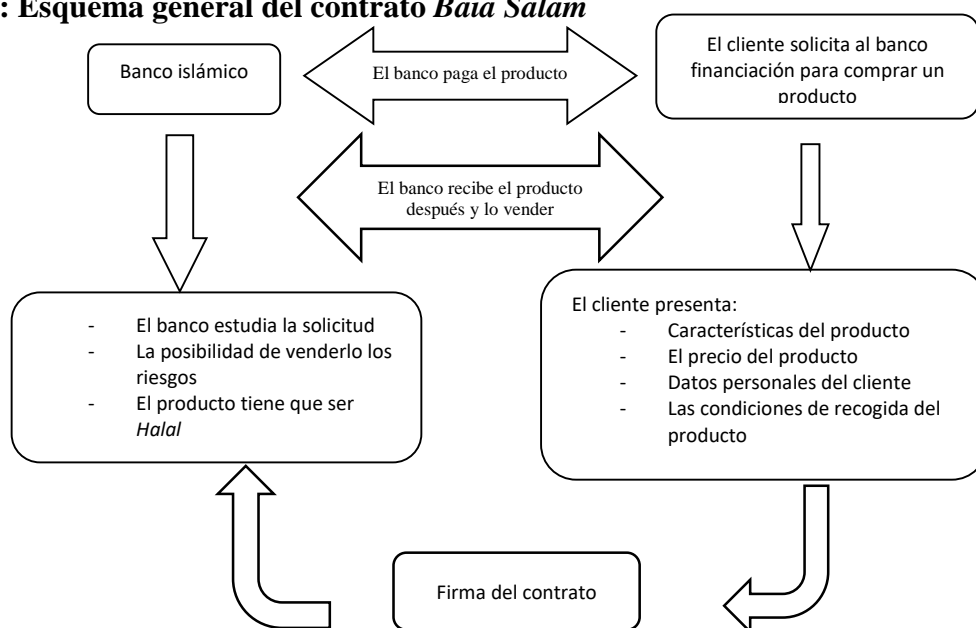 : Esquema general del contrato Baia Salam
Banco islámico
El banco paga el producto
El cliente solicita al banco
financiación para comprar un
producto
El banco recibe el producto
después y lo vender
- El banco estudia la solicitud
- La posibilidad de venderlo los
riesgos
- El producto tiene que ser
Halal
El cliente presenta:
- Características del producto
- El precio del producto
- Datos personales del cliente
- Las condiciones de recogida del
producto
Firma del contrato